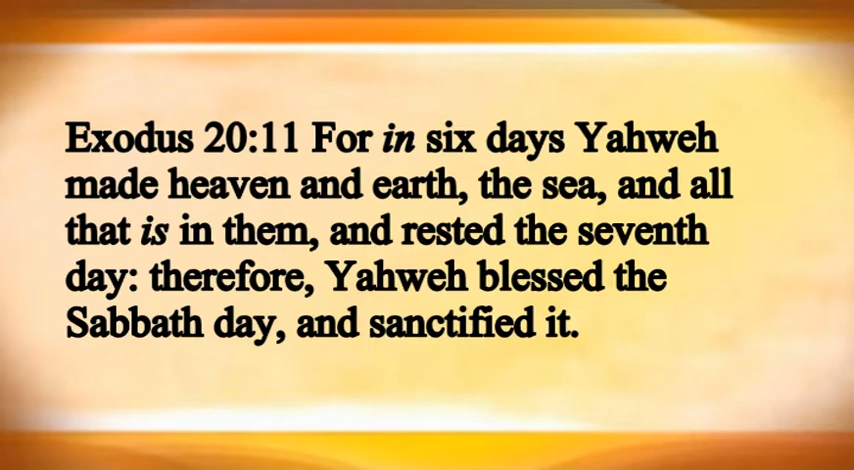 Exodus 20:11 For in six days Yahweh
made heaven and earth, the sea, and all
that is in them, and rested the seventh
day: therefore, Yahweh blessed the
Sabbath day, and sanctified it.